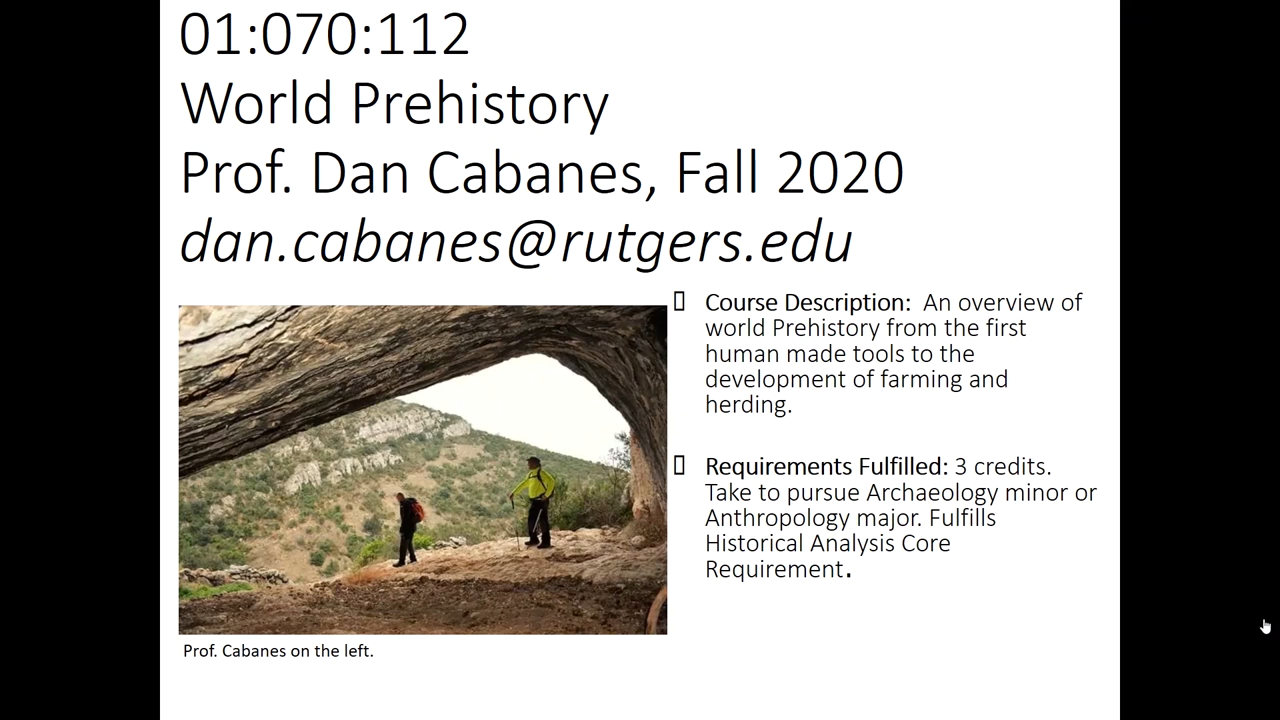 01:070:112
World Prehistory
Prof. Dan Cabanes, Fall 2020
dan.cabanes@rutgers.edu
Course Description: An overview of
world Prehistory from the first
human made tools to the
development of farming and
herding.
Requirements Fulfilled: 3 credits.
Take to pursue Archaeology minor or
Anthropology major. Fulfills
Historical Analysis Core
Requirement.
Prof. Cabanes on the left.